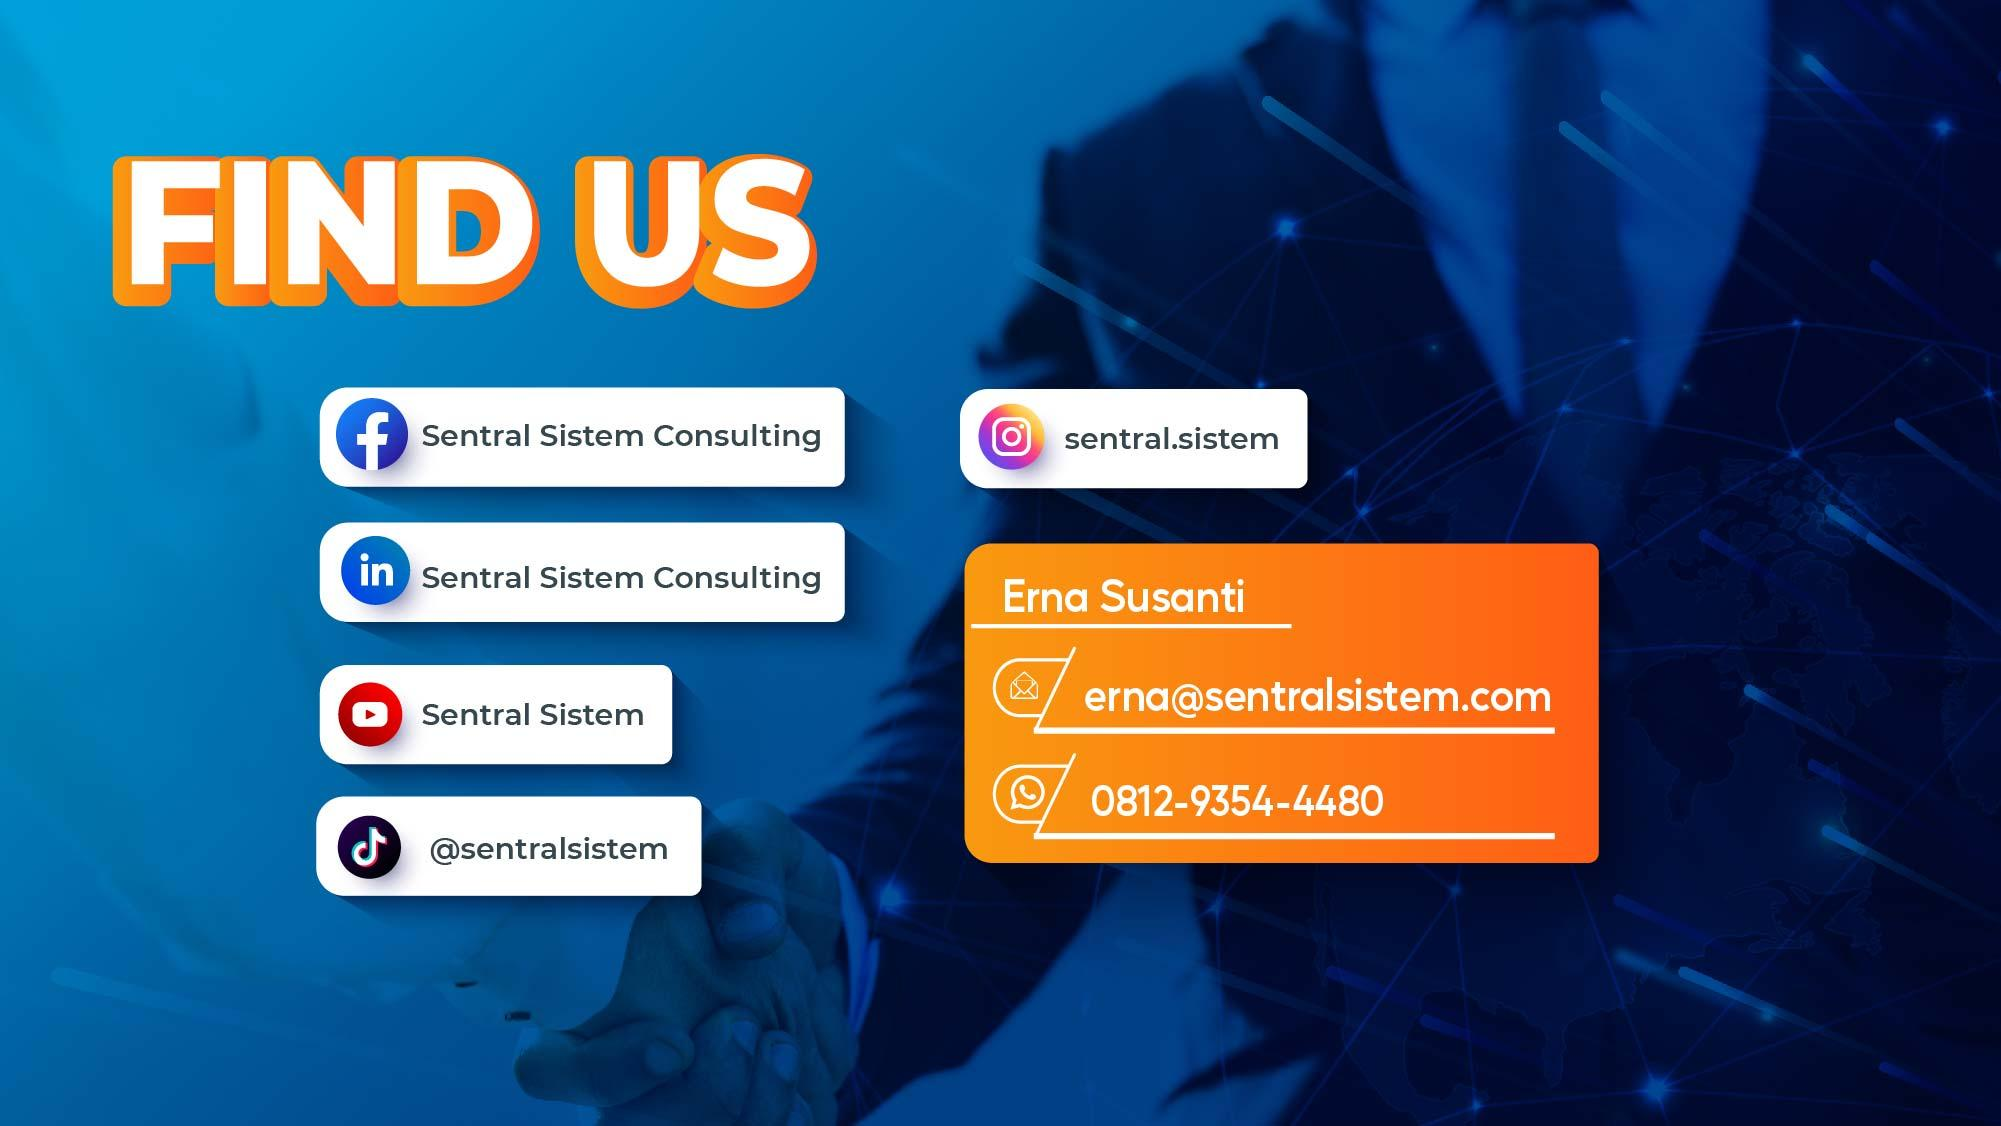 FIND US
Sentral Sistem Consulting
Sentral Sistem Consulting
Sentral Sistem
@sentralsistem
sentral.sistem
Erna Susanti
erna@sentralsistem.com
0812-9354-4480